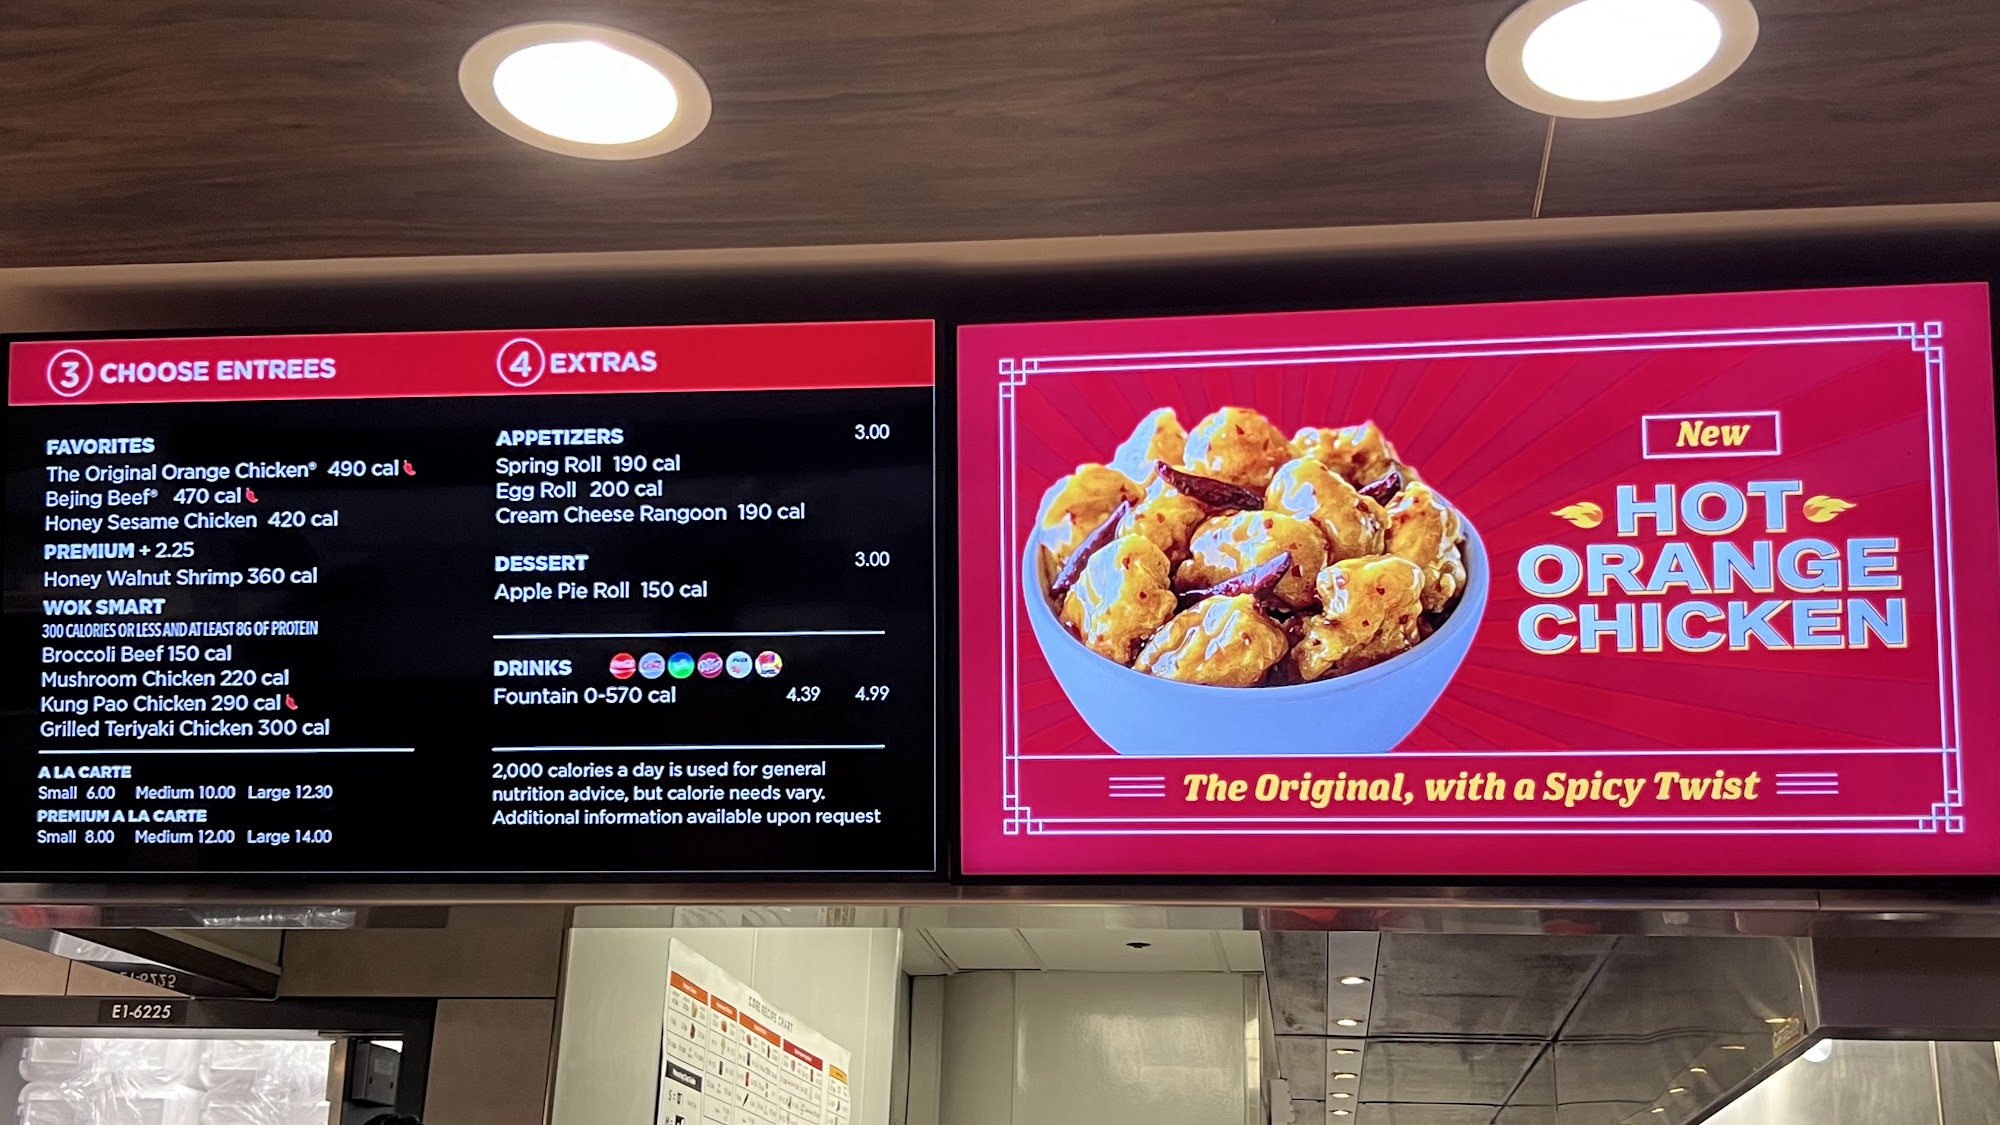 3 CHOOSE ENTREES
FAVORITES
The Original Orange Chicken® 490 cal
Bejing Beef® 470 cal
Honey Sesame Chicken 420 cal
PREMIUM + 2.25
Honey Walnut Shrimp 360 cal
WOK SMART
300 CALORIES OR LESS AND AT LEAST 8G OF PROTEIN
Broccoli Beef 150 cal
Mushroom Chicken 220 cal
Kung Pao Chicken 290 cal
Grilled Teriyaki Chicken 300 cal
A LA CARTE
Small 6.00 Medium 10.00 Large 12.30
PREMIUM A LA CARTE
Small 8.00 Medium 12.00 Large 14.00
4 EXTRAS
APPETIZERS 3.00
Spring Roll 190 cal
Egg Roll 200 cal
Cream Cheese Rangoon 190 cal
DESSERT 3.00
Apple Pie Roll 150 cal
DRINKS
Fountain 0-570 cal 4.39 4.99
2,000 calories a day is used for general
nutrition advice, but calorie needs vary.
Additional information available upon request
New
HOT
ORANGE
CHICKEN
The Original, with a Spicy Twist
E1-6225
CORE RECIPE CHART